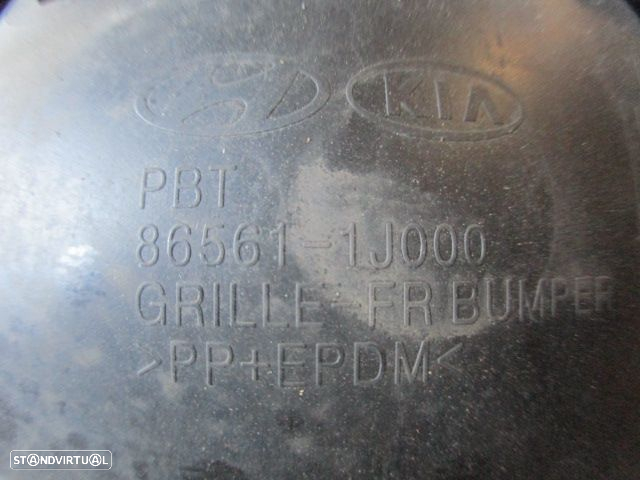 KIA
PBT
86561-1J000
GRILLE-FR BUMPER
>PP+EPDM<
STANDVIRTUAL